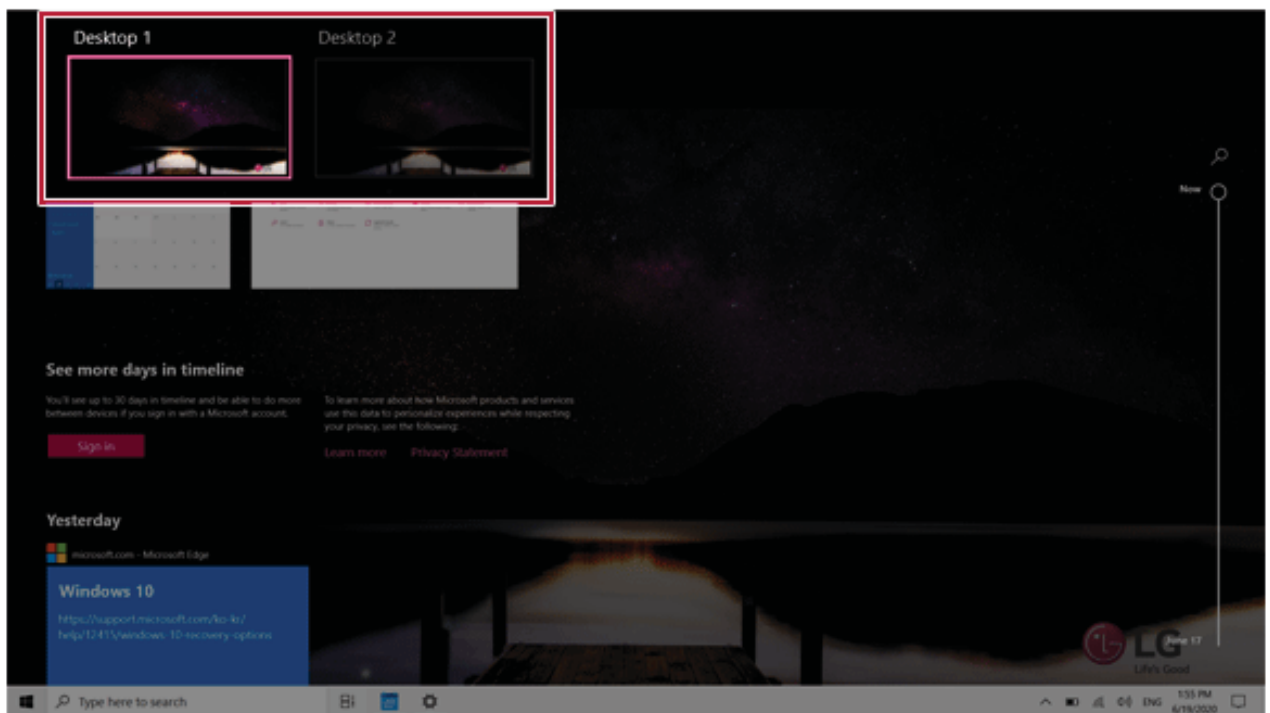 Desktop 1
Desktop 2
Now
See more days in timeline
You'll see up to 30 days in timeline and be able to do more
between devices if you sign in with a Microsoft account.
Sign in
To learn more about how Microsoft products and services
use this data to personalize experiences while respecting
your privacy, see the following:
Learn more Privacy Statement
Yesterday
microsoft.com - Microsoft Edge
Windows 10
https://support.microsoft.com/ko-kr/
help/12415/windows-10-recovery-options
LG
June 17
Life's Good
Type here to search
ENG
1:55 PM
6/19/2020